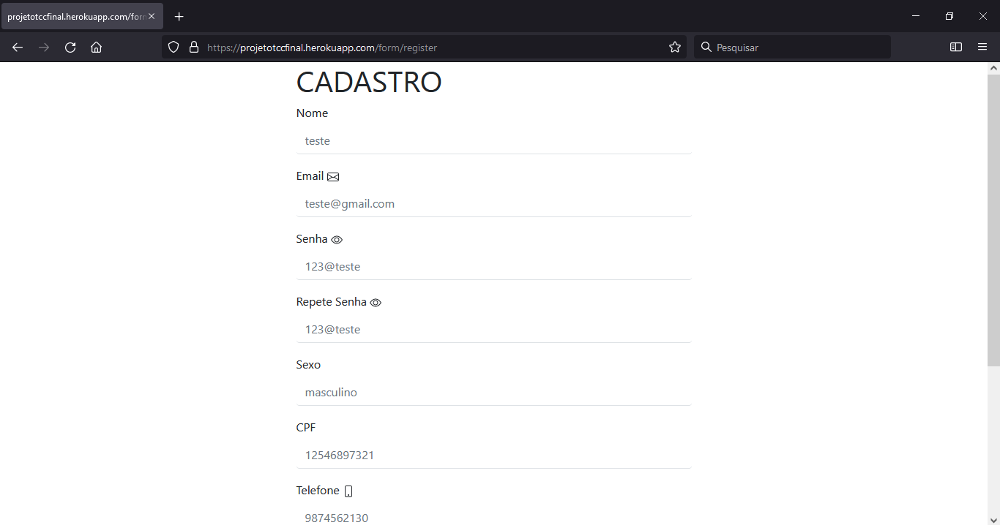 projetotccfinal.herokuapp.com/form
https://projetotccfinal.herokuapp.com/form/register
Pesquisar
CADASTRO
Nome
teste
Email
teste@gmail.com
Senha
123@teste
Repete Senha
123@teste
Sexo
masculino
CPF
12546897321
Telefone
9874562130